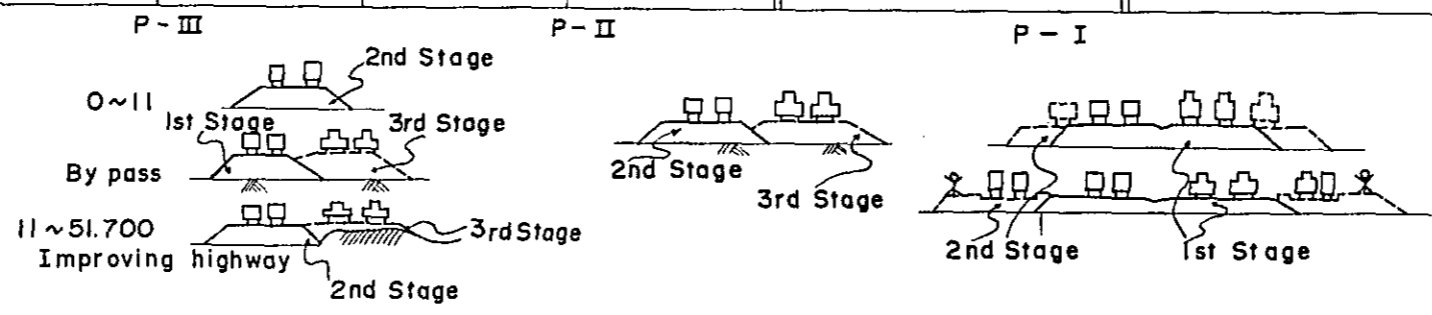 P-III
P-II
P-I
2nd Stage
0~11
1st Stage
3rd Stage
By pass
11~51.700
Improving highway
3rd Stage
2nd Stage
2nd Stage
3rd Stage
2nd Stage
1st Stage